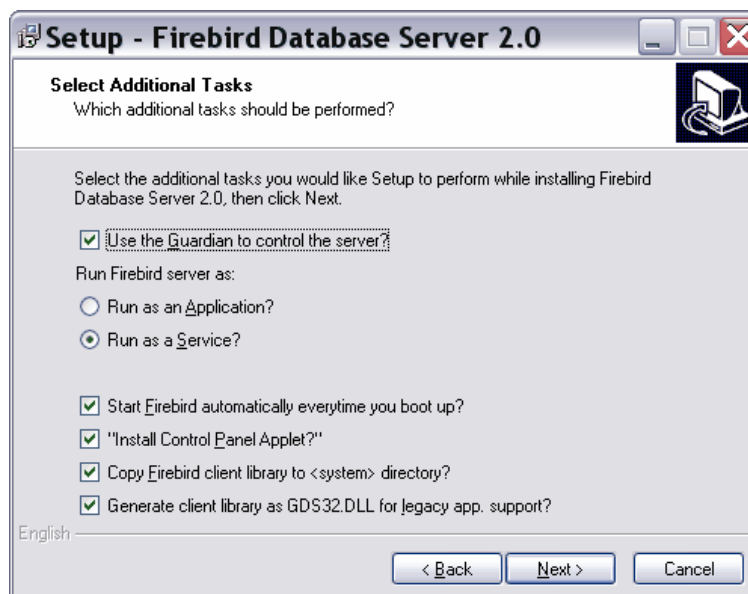 Setup - Firebird Database Server 2.0
Select Additional Tasks
Which additional tasks should be performed?
Select the additional tasks you would like Setup to perform while installing Firebird
Database Server 2.0, then click Next.
Use the Guardian to control the server?
Run Firebird server as:
Run as an Application?
Run as a Service?
Start Firebird automatically everytime you boot up?
"Install Control Panel Applet?"
Copy Firebird client library to <system> directory?
Generate client library as GDS32.DLL for legacy app. support?
English
< Back Next > Cancel